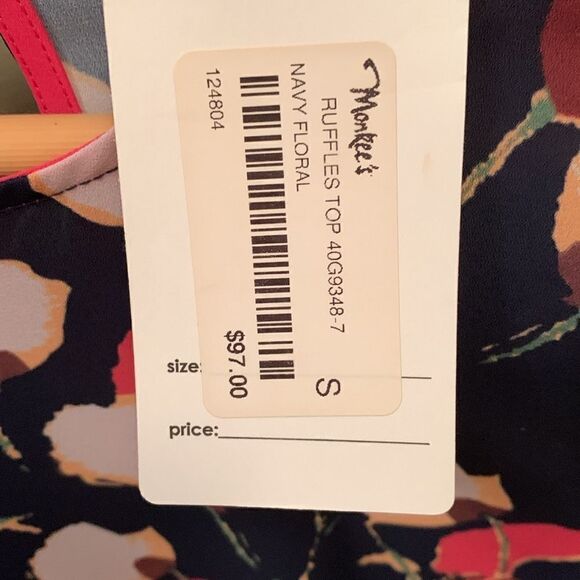 Monkee's
RUFFLES TOP 40G9348-7
NAVY FLORAL
124804
$97.00
S
size:
price: